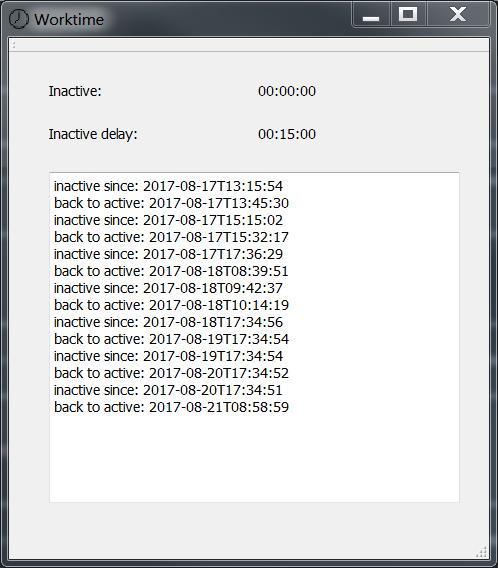 Worktime
Inactive: 00:00:00
Inactive delay: 00:15:00
inactive since: 2017-08-17T13:15:54
back to active: 2017-08-17T13:45:30
inactive since: 2017-08-17T15:15:02
back to active: 2017-08-17T15:32:17
inactive since: 2017-08-17T17:36:29
back to active: 2017-08-18T08:39:51
inactive since: 2017-08-18T09:42:37
back to active: 2017-08-18T10:14:19
inactive since: 2017-08-18T17:34:56
back to active: 2017-08-19T17:34:54
inactive since: 2017-08-19T17:34:54
back to active: 2017-08-20T17:34:52
inactive since: 2017-08-20T17:34:51
back to active: 2017-08-21T08:58:59